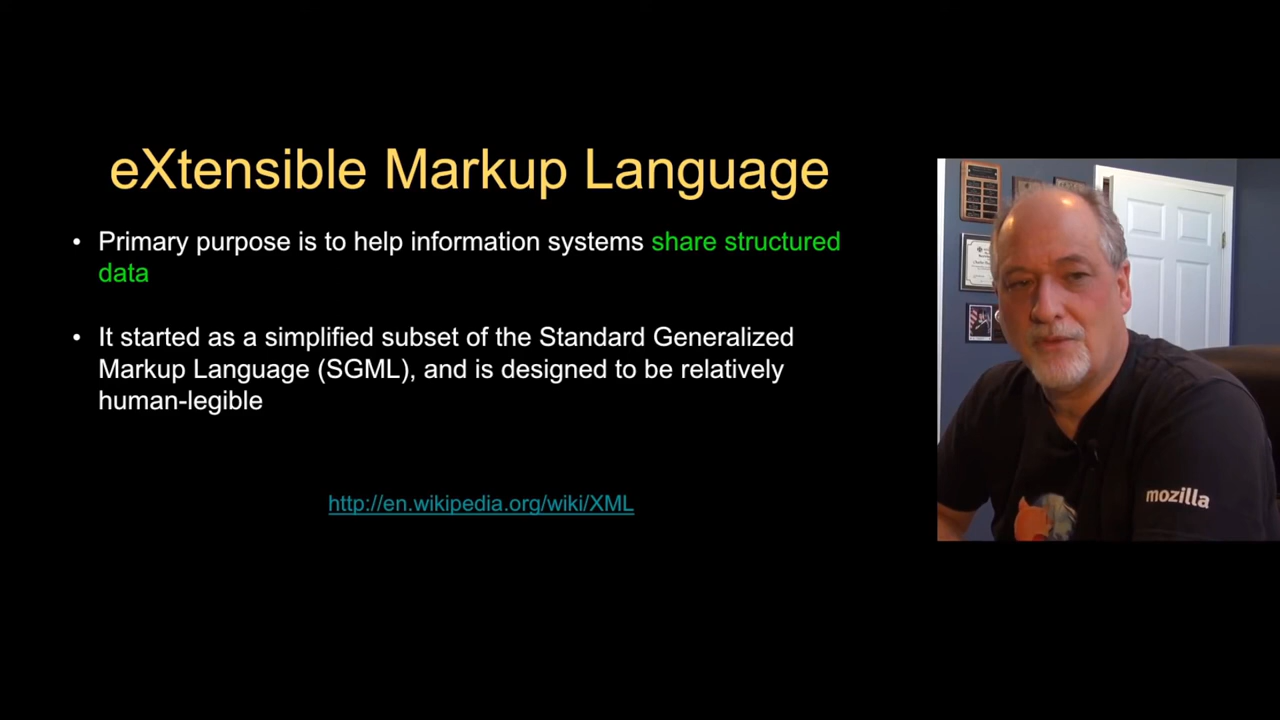 eXtensible Markup Language
• Primary purpose is to help information systems share structured
data
• It started as a simplified subset of the Standard Generalized
Markup Language (SGML), and is designed to be relatively
human-legible
http://en.wikipedia.org/wiki/XML
mozilla